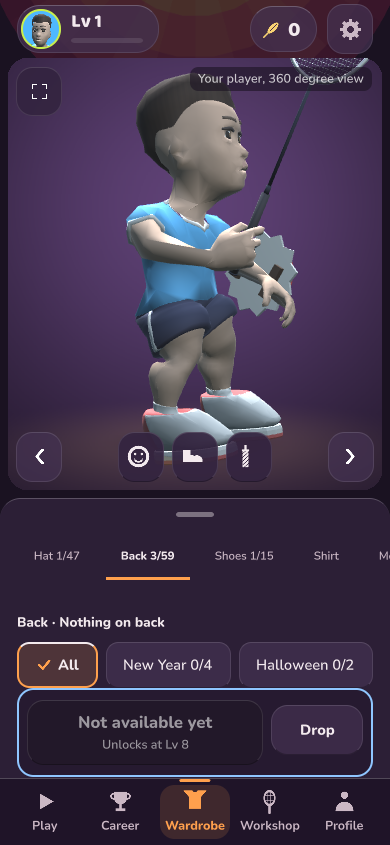 Lv 1
0
Your player, 360 degree view
Hat 1/47
Back 3/59
Shoes 1/15
Shirt
Back · Nothing on back
All
New Year 0/4
Halloween 0/2
Not available yet
Unlocks at Lv 8
Drop
Play
Career
Wardrobe
Workshop
Profile